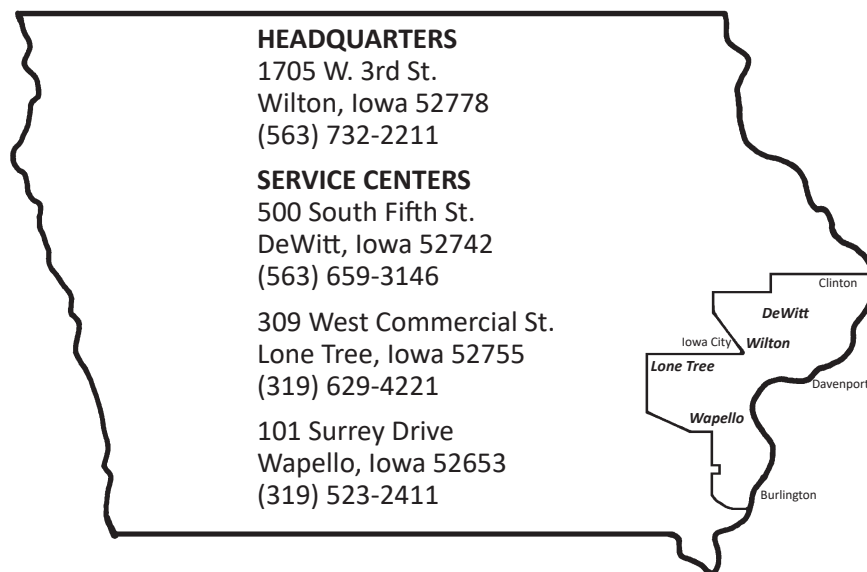 HEADQUARTERS
1705 W. 3rd St.
Wilton, Iowa 52778
(563) 732-2211
SERVICE CENTERS
500 South Fifth St.
DeWitt, Iowa 52742
(563) 659-3146
309 West Commercial St.
Lone Tree, Iowa 52755
(319) 629-4221
101 Surrey Drive
Wapello, Iowa 52653
(319) 523-2411
Clinton
DeWitt
Iowa City
Wilton
Lone Tree
Davenport
Wapello
Burlington